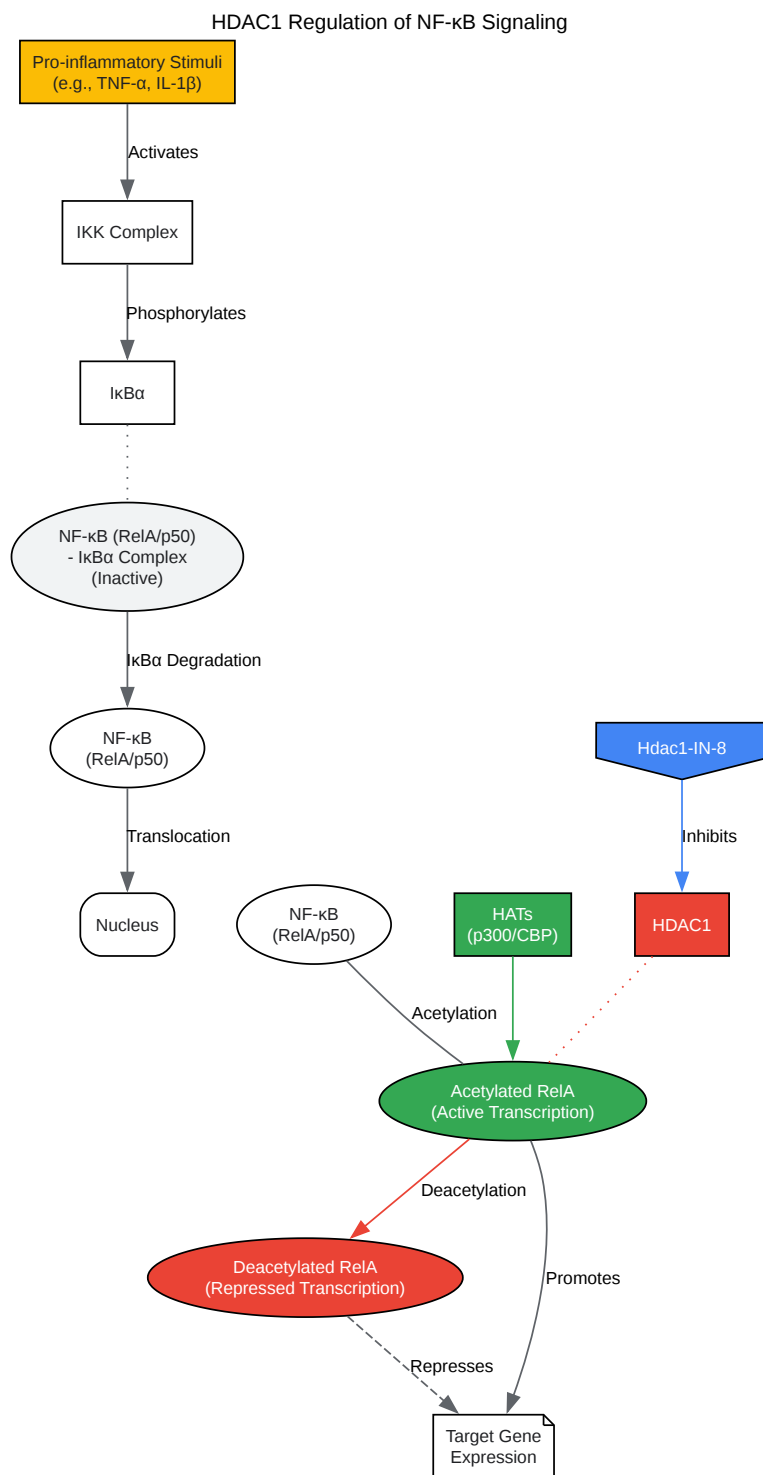 HDAC1 Regulation of NF-κB Signaling
Pro-inflammatory Stimuli
(e.g., TNF-α, IL-1β)
Activates
IKK Complex
Phosphorylates
IκBα
NF-κB (RelA/p50)
- IκBα Complex
(Inactive)
IκBα Degradation
NF-κB
(RelA/p50)
Hdac1-IN-8
Translocation
Inhibits
Nucleus
NF-κB
(RelA/p50)
HATs
(p300/CBP)
HDAC1
Acetylation
Acetylated RelA
(Active Transcription)
Deacetylation
Deacetylated RelA
(Repressed Transcription)
Promotes
Represses
Target Gene
Expression